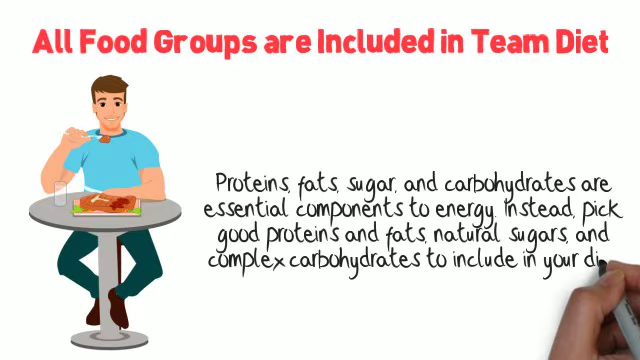 All Food Groups are Included in Team Diet
Proteins, fats, sugar, and carbohydrates are
essential components to energy. Instead, pick
good proteins and fats, natural sugars, and
complex carbohydrates to include in your di